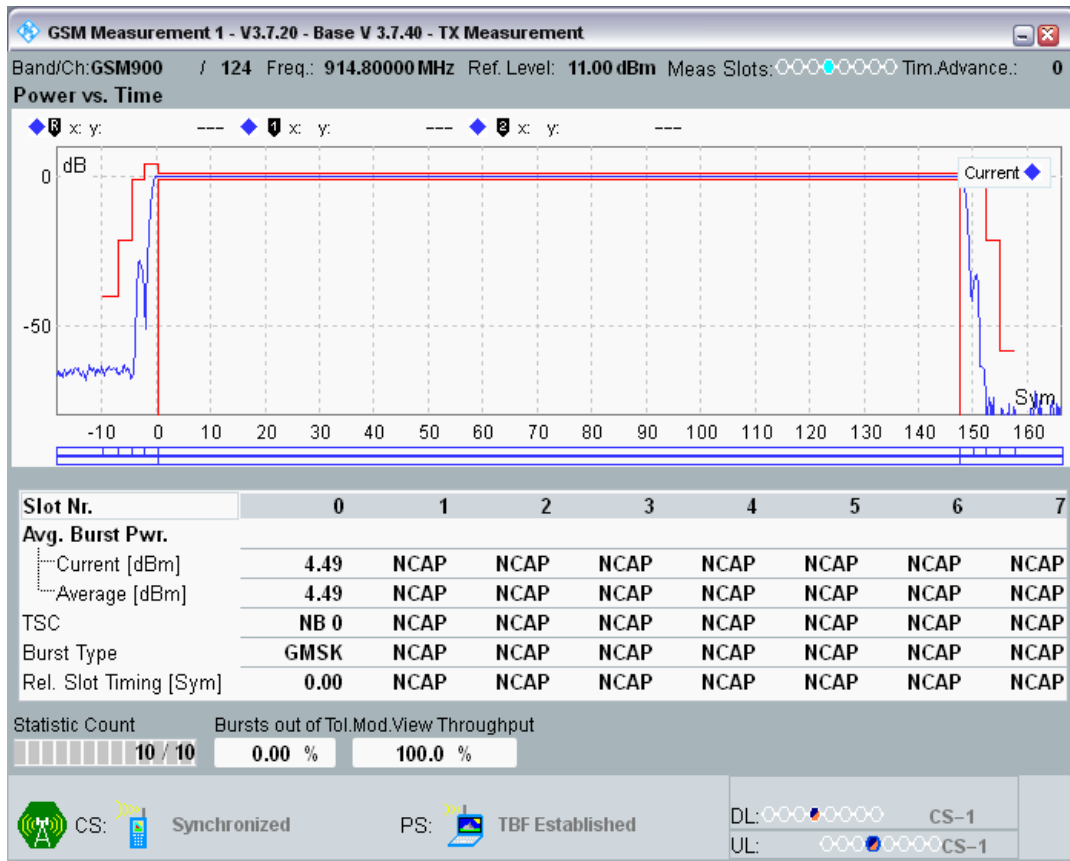 GSM Measurement 1 - V3.7.20 - Base V 3.7.40 - TX Measurement
Band/Ch:GSM900 / 124 Freq.: 914.80000 MHz Ref. Level: 11.00 dBm Meas Slots: Tim.Advance.: 0
Power vs. Time
R x: y: --- 1 x: y: --- 2 x: y: ---
dB
Current
0
-50
Sym
-10 0 10 20 30 40 50 60 70 80 90 100 110 120 130 140 150 160
Slot Nr. 0 1 2 3 4 5 6 7
Avg. Burst Pwr.
Current [dBm] 4.49 NCAP NCAP NCAP NCAP NCAP NCAP NCAP
Average [dBm] 4.49 NCAP NCAP NCAP NCAP NCAP NCAP NCAP
TSC NB 0 NCAP NCAP NCAP NCAP NCAP NCAP NCAP
Burst Type GMSK NCAP NCAP NCAP NCAP NCAP NCAP NCAP
Rel. Slot Timing [Sym] 0.00 NCAP NCAP NCAP NCAP NCAP NCAP NCAP
Statistic Count Bursts out of Tol.Mod.View Throughput
10 / 10 0.00 % 100.0 %
CS: Synchronized PS: TBF Established
DL: CS-1
UL: CS-1